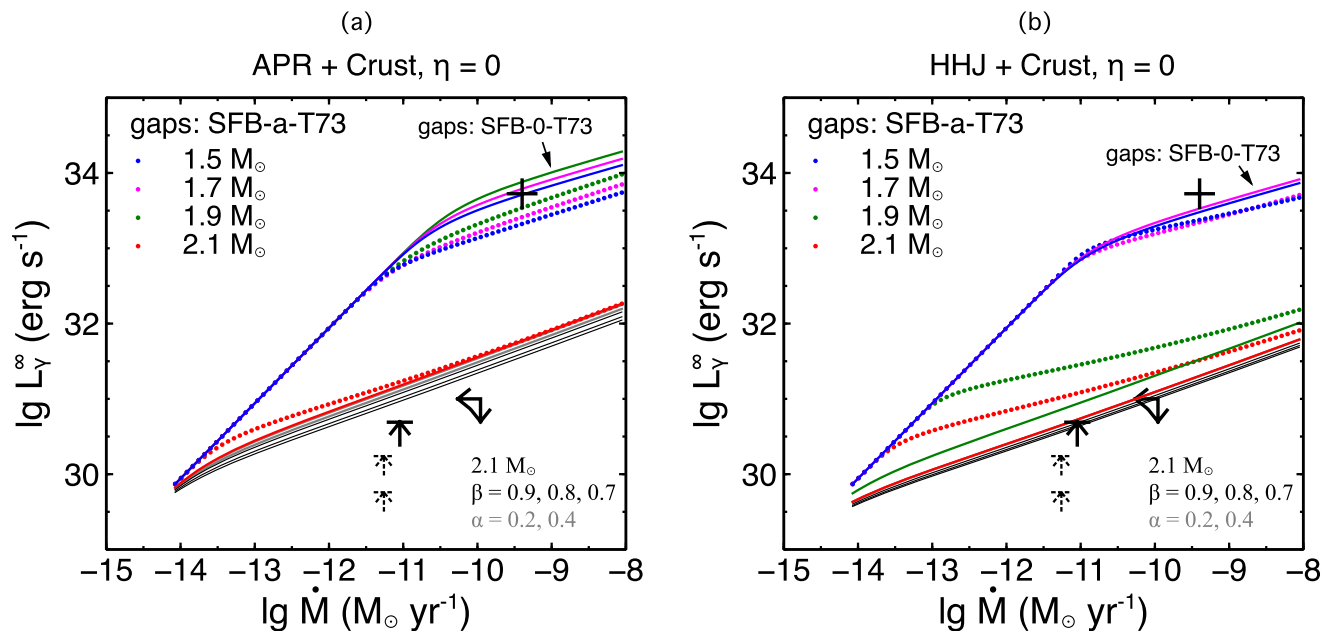 (a)
APR + Crust, η = 0
gaps: SFB-a-T73
1.5 M⊙
1.7 M⊙
1.9 M⊙
2.1 M⊙
gaps: SFB-0-T73
34
32
30
lg L∞γ (erg s-1)
2.1 M⊙
β = 0.9, 0.8, 0.7
α = 0.2, 0.4
−15 −14 −13 −12 −11 −10 −9 −8
lg Ṁ (M⊙ yr-1)
(b)
HHJ + Crust, η = 0
gaps: SFB-a-T73
1.5 M⊙
1.7 M⊙
1.9 M⊙
2.1 M⊙
gaps: SFB-0-T73
34
32
30
lg L∞γ (erg s-1)
2.1 M⊙
β = 0.9, 0.8, 0.7
α = 0.2, 0.4
−15 −14 −13 −12 −11 −10 −9 −8
lg Ṁ (M⊙ yr-1)